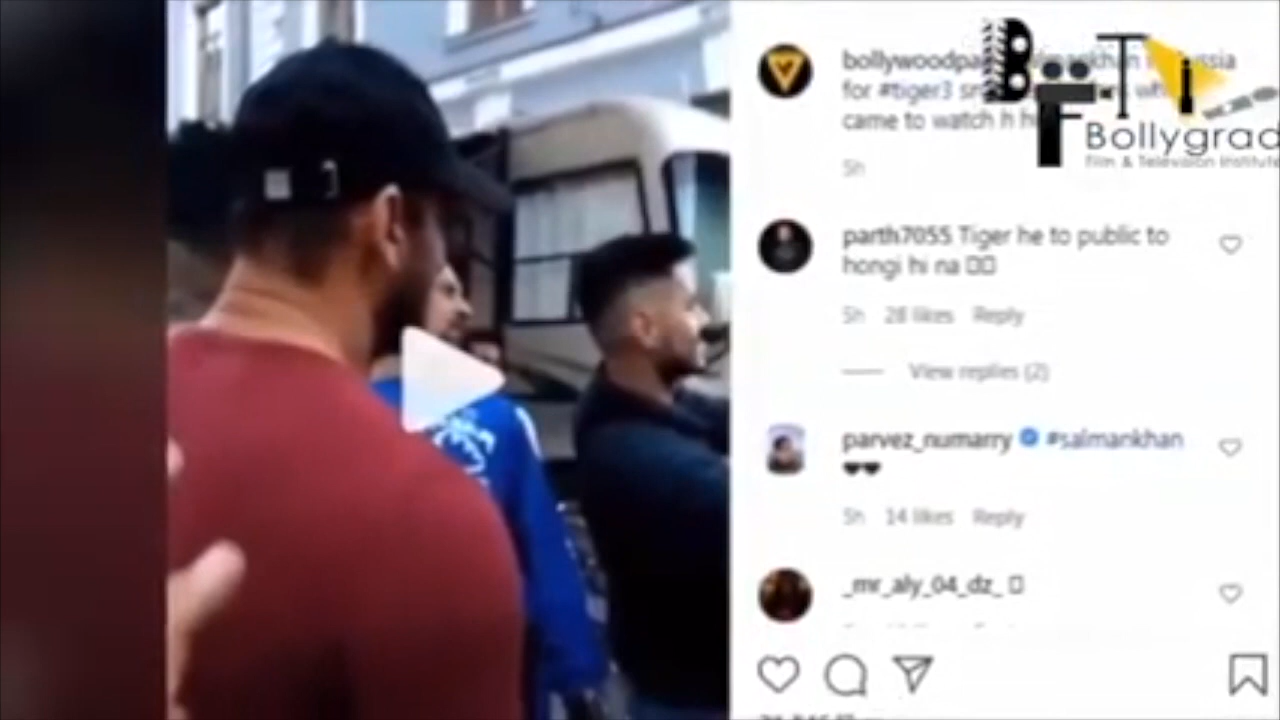 bollywoodpa
for #tiger3
came to watch h
5h
parth7055 Tiger he to public to
hongi hi na
5h 28 likes Reply
View replies (2)
parvez_numarry #salmankhan
5h 14 likes Reply
_mr_aly_04_dz_
BFTI
Bollygrad
Film & Television Institute